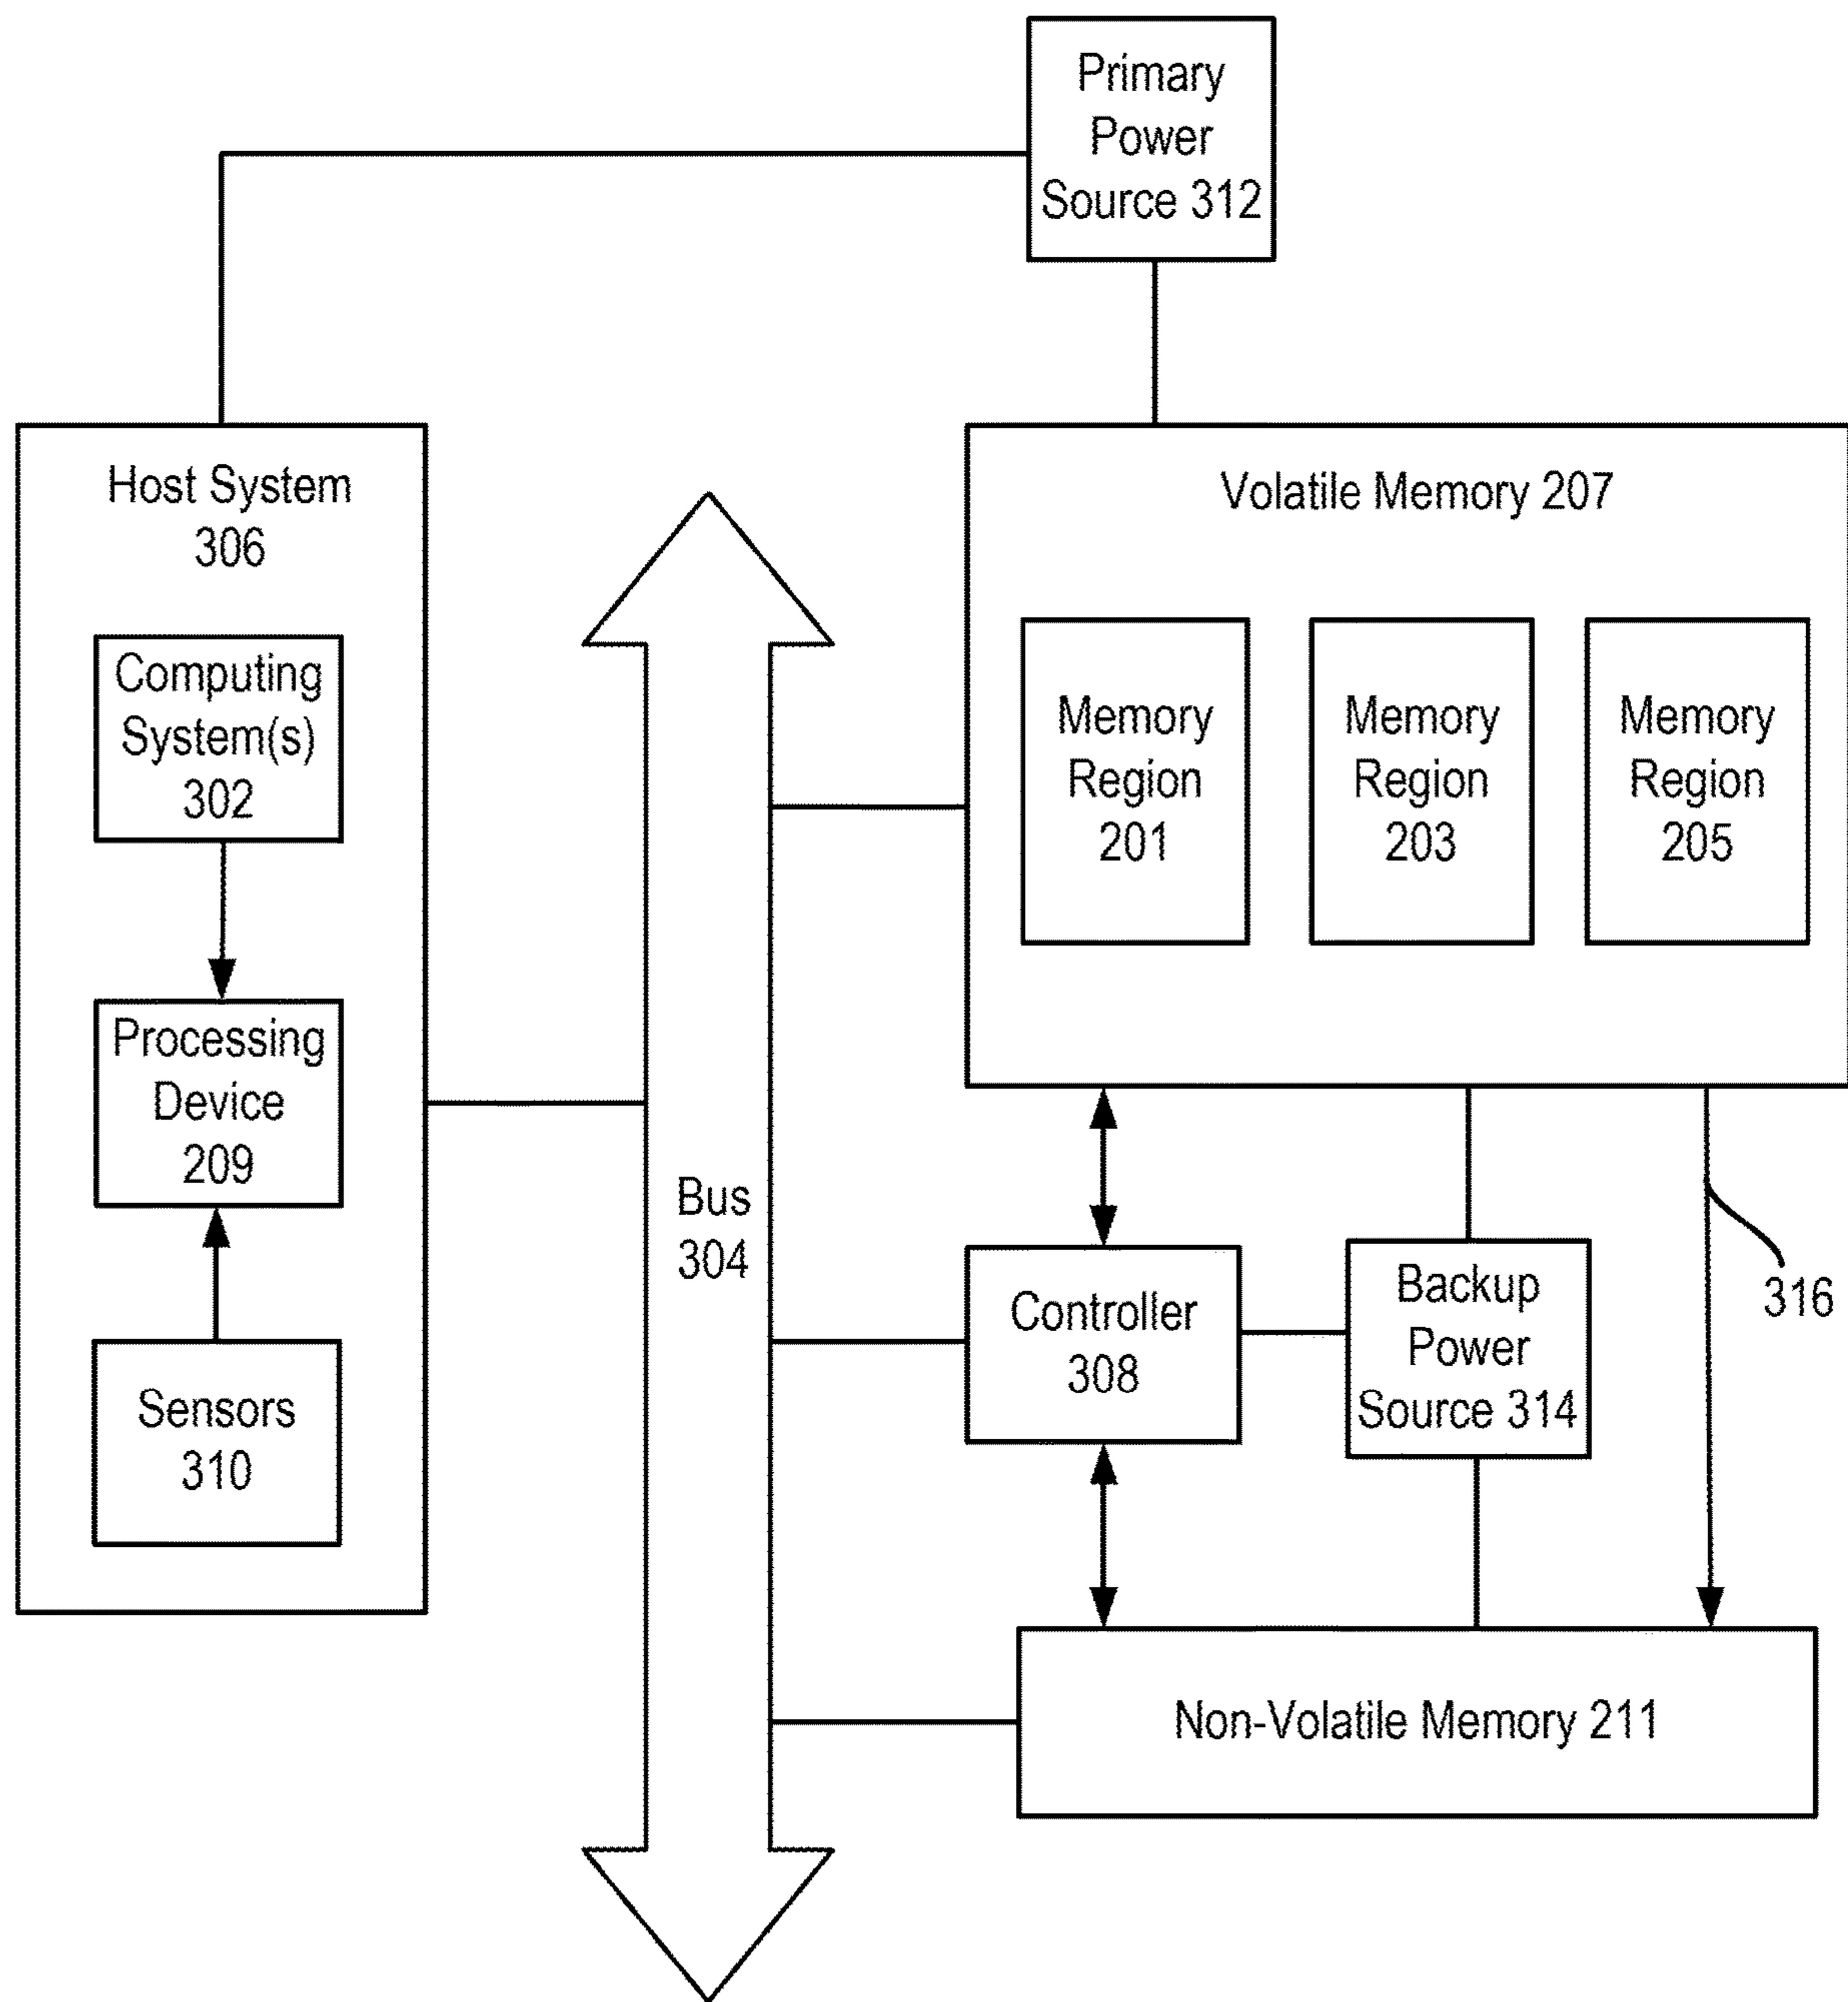 Primary
Power
Source 312
Host System
306
Computing
System(s)
302
Processing
Device
209
Sensors
310
Bus
304
Volatile Memory 207
Memory
Region
201
Memory
Region
203
Memory
Region
205
Controller
308
Backup
Power
Source 314
316
Non-Volatile Memory 211